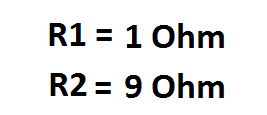 R1 = 1 Ohm
R2 = 9 Ohm